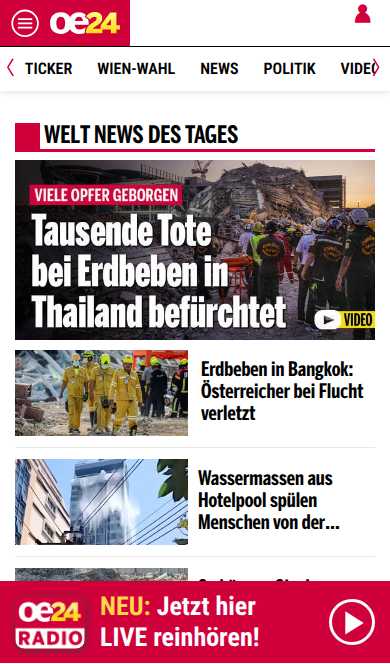 oe24
TICKER WIEN-WAHL NEWS POLITIK VIDEO
WELT NEWS DES TAGES
VIELE OPFER GEBORGEN
Tausende Tote
bei Erdbeben in
Thailand befürchtet
VIDEO
Erdbeben in Bangkok:
Österreicher bei Flucht
verletzt
Wassermassen aus
Hotelpool spülen
Menschen von der...
oe24
RADIO
NEU: Jetzt hier
LIVE reinhören!